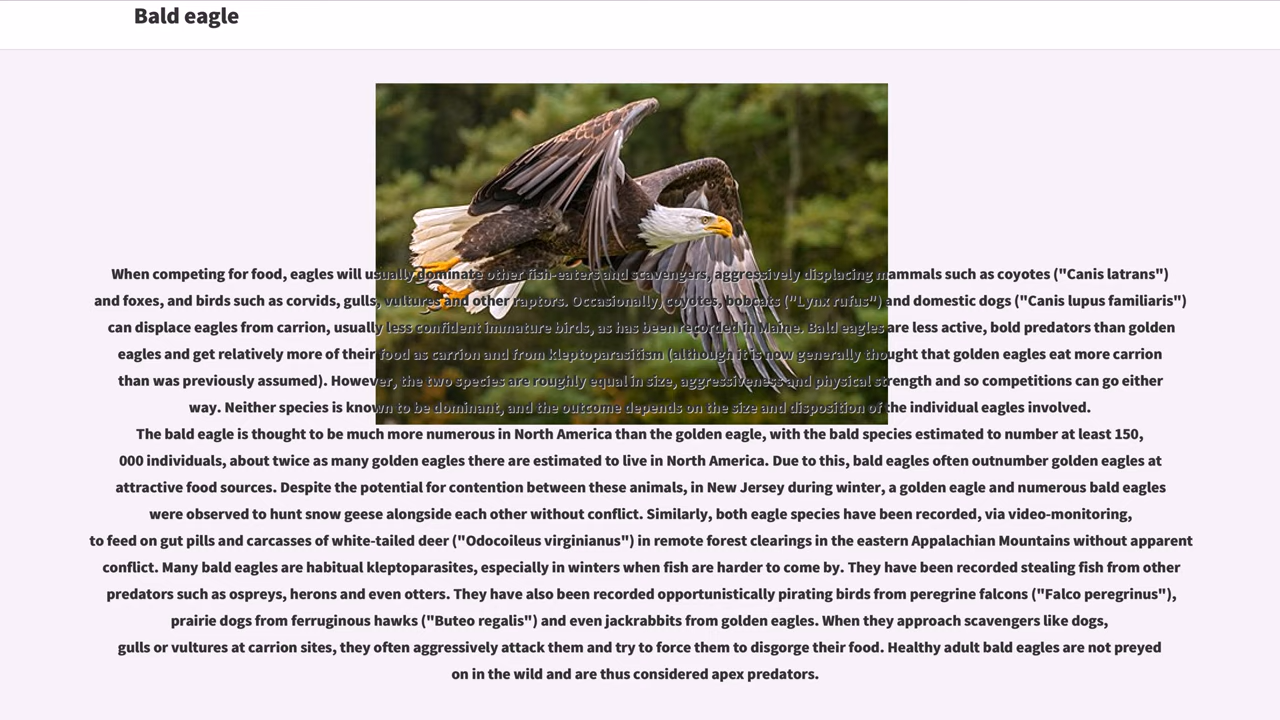 Bald eagle
When competing for food, eagles will usually dominate other fish-eaters and scavengers, aggressively displacing mammals such as coyotes ("Canis latrans")
and foxes, and birds such as corvids, gulls, vultures and other raptors. Occasionally, coyotes, bobcats ("Lynx rufus") and domestic dogs ("Canis lupus familiaris")
can displace eagles from carrion, usually less confident immature birds, as has been recorded in Maine. Bald eagles are less active, bold predators than golden
eagles and get relatively more of their food as carrion and from kleptoparasitism (although it is now generally thought that golden eagles eat more carrion
than was previously assumed). However, the two species are roughly equal in size, aggressiveness and physical strength and so competitions can go either
way. Neither species is known to be dominant, and the outcome depends on the size and disposition of the individual eagles involved.
The bald eagle is thought to be much more numerous in North America than the golden eagle, with the bald species estimated to number at least 150,
000 individuals, about twice as many golden eagles there are estimated to live in North America. Due to this, bald eagles often outnumber golden eagles at
attractive food sources. Despite the potential for contention between these animals, in New Jersey during winter, a golden eagle and numerous bald eagles
were observed to hunt snow geese alongside each other without conflict. Similarly, both eagle species have been recorded, via video-monitoring,
to feed on gut pills and carcasses of white-tailed deer ("Odocoileus virginianus") in remote forest clearings in the eastern Appalachian Mountains without apparent
conflict. Many bald eagles are habitual kleptoparasites, especially in winters when fish are harder to come by. They have been recorded stealing fish from other
predators such as ospreys, herons and even otters. They have also been recorded opportunistically pirating birds from peregrine falcons ("Falco peregrinus"),
prairie dogs from ferruginous hawks ("Buteo regalis") and even jackrabbits from golden eagles. When they approach scavengers like dogs,
gulls or vultures at carrion sites, they often aggressively attack them and try to force them to disgorge their food. Healthy adult bald eagles are not preyed
on in the wild and are thus considered apex predators.